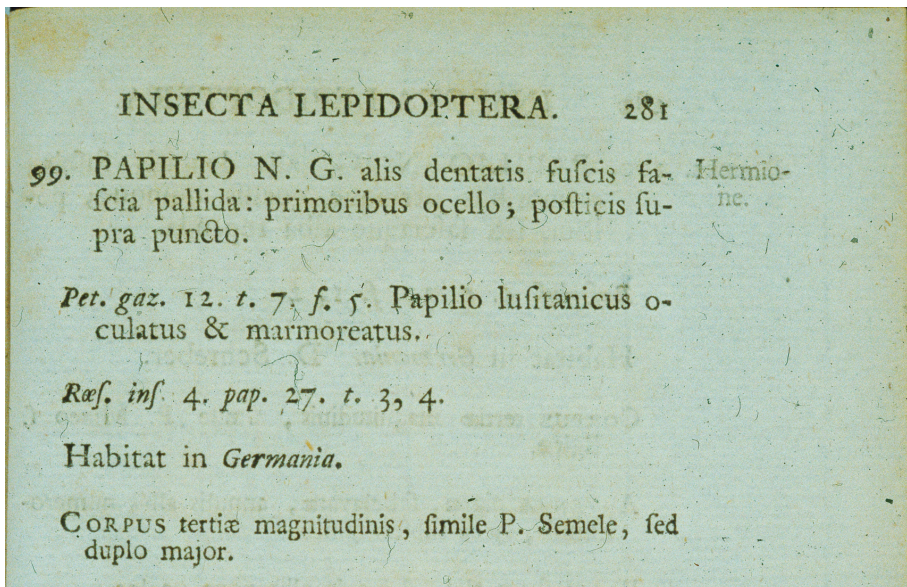 INSECTA LEPIDOPTERA. 281
99. PAPILIO N. G. alis dentatis fuſcis fa- Hermio-
ſcia pallida: primoribus ocello; poſticis ſu- ne.
pra puncto.
Pet. gaz. 12. t. 7. f. 5. Papilio luſitanicus o-
culatus & marmoreatus.
Rœſ. inſ. 4. pap. 27. t. 3, 4.
Habitat in Germania.
CORPUS tertiæ magnitudinis, ſimile P. Semele, ſed
duplo major.